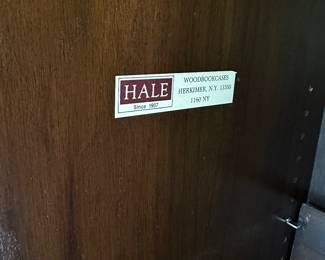 HALE
Since 1907
WOODBOOKCASES
HERKIMER, N.Y. 13350
1160 NY